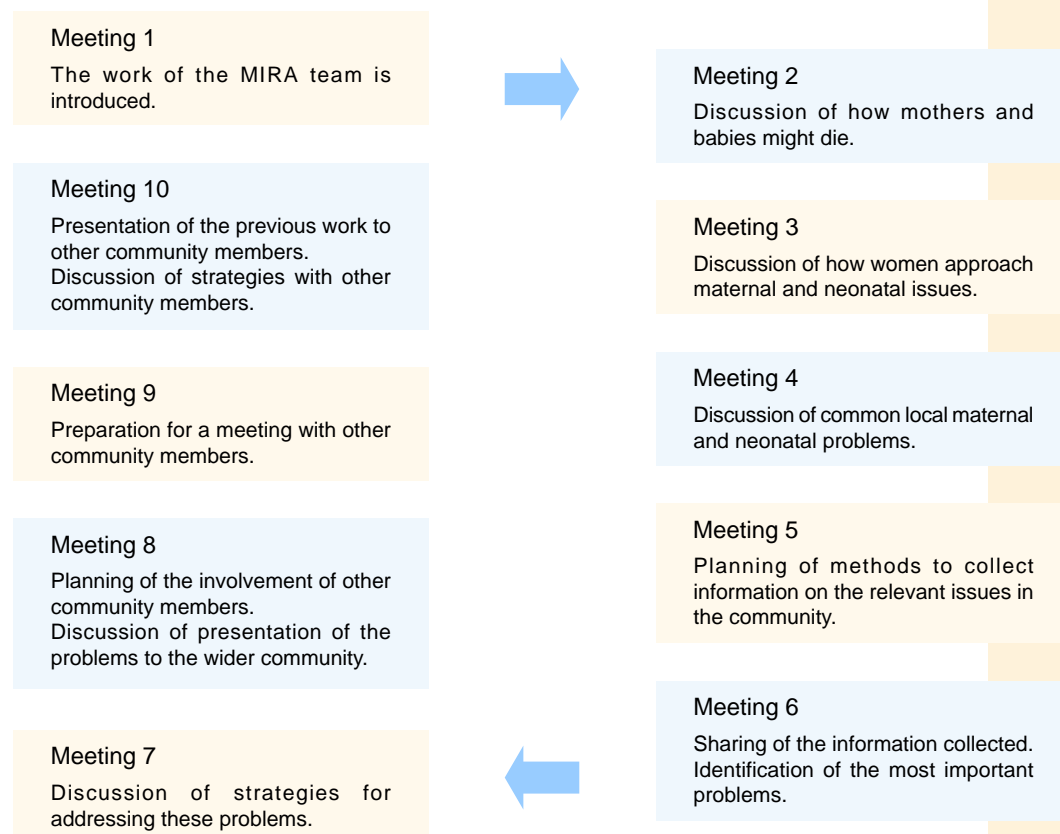 Meeting 1
The work of the MIRA team is
introduced.
Meeting 2
Discussion of how mothers and
babies might die.
Meeting 3
Discussion of how women approach
maternal and neonatal issues.
Meeting 4
Discussion of common local maternal
and neonatal problems.
Meeting 5
Planning of methods to collect
information on the relevant issues in
the community.
Meeting 6
Sharing of the information collected.
Identification of the most important
problems.
Meeting 7
Discussion of strategies for
addressing these problems.
Meeting 8
Planning of the involvement of other
community members.
Discussion of presentation of the
problems to the wider community.
Meeting 9
Preparation for a meeting with other
community members.
Meeting 10
Presentation of the previous work to
other community members.
Discussion of strategies with other
community members.